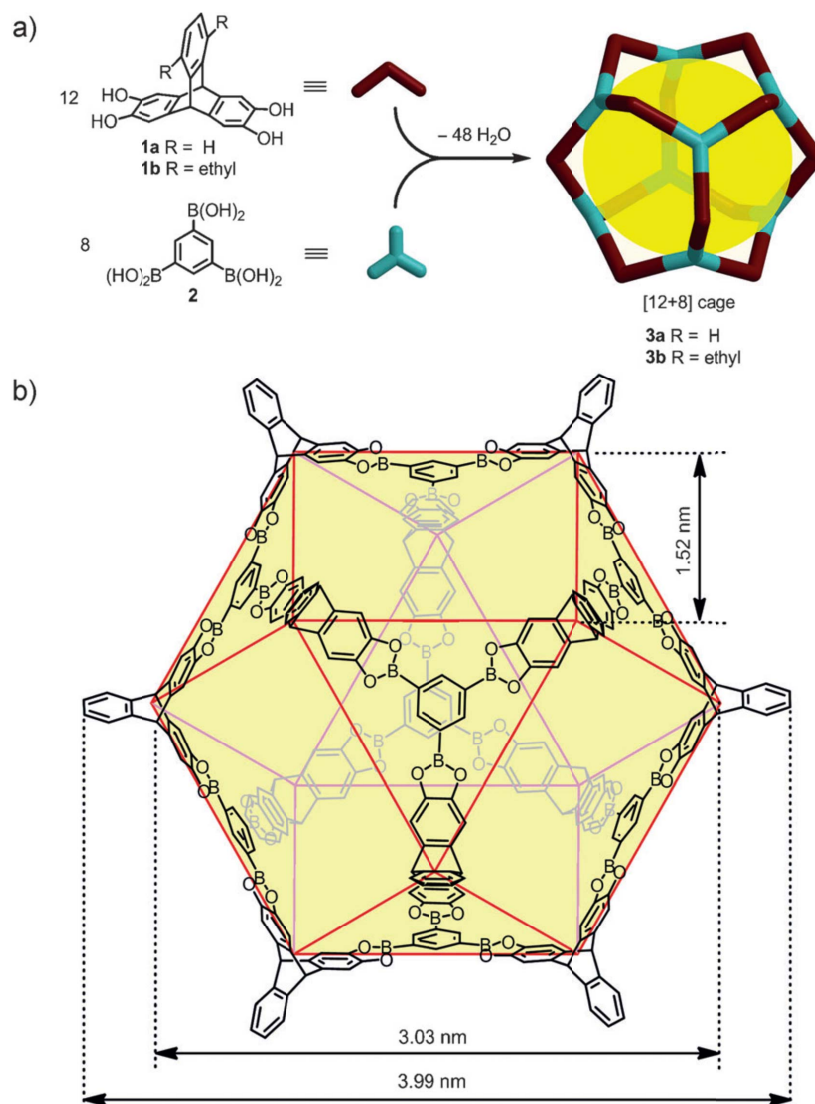 a)
R
R
12
HO
HO
OH
OH
≡
1a R = H
1b R = ethyl
– 48 H2O
B(OH)2
8
(HO)2B
B(OH)2
2
≡
[12+8] cage
3a R = H
3b R = ethyl
b)
O
O B
B O
O
B
O
O
B
1.52 nm
O
B
O
3.03 nm
3.99 nm